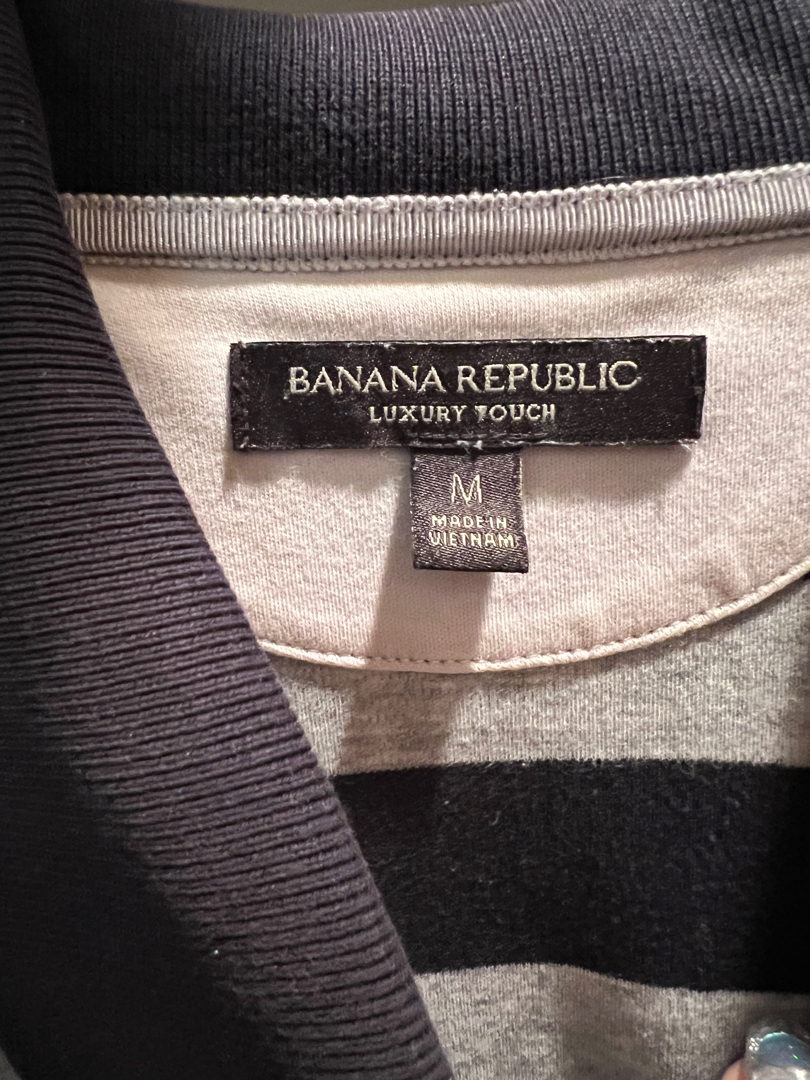 BANANA REPUBLIC
LUXURY TOUCH
M
MADE IN
VIETNAM